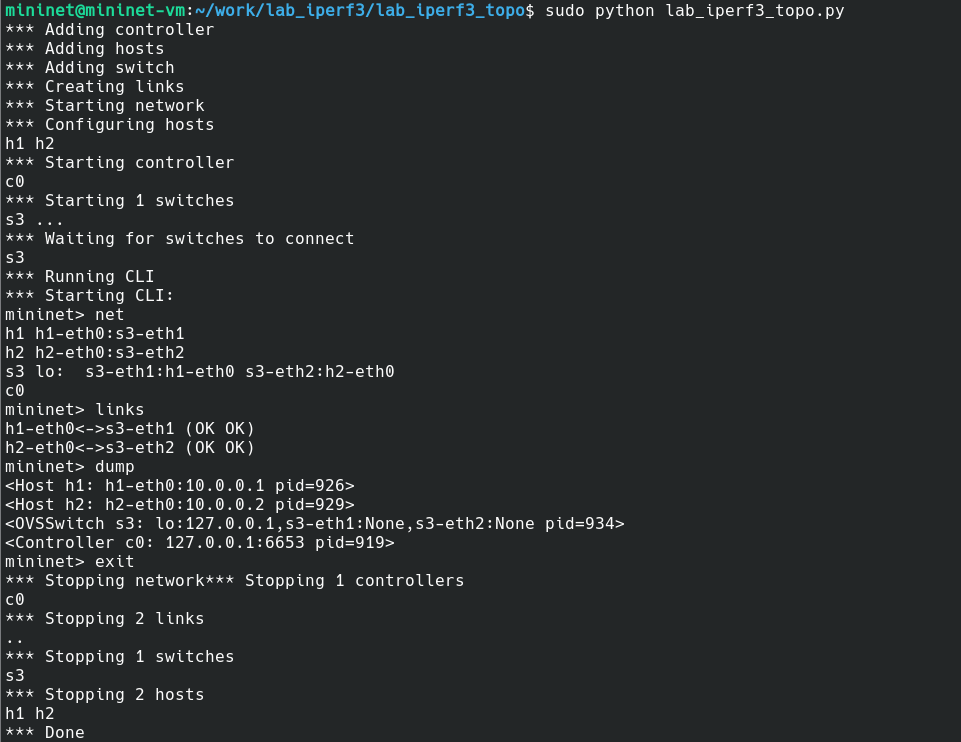 mininet@mininet-vm:~/work/lab_iperf3/lab_iperf3_topo$ sudo python lab_iperf3_topo.py
*** Adding controller
*** Adding hosts
*** Adding switch
*** Creating links
*** Starting network
*** Configuring hosts
h1 h2
*** Starting controller
c0
*** Starting 1 switches
s3 ...
*** Waiting for switches to connect
s3
*** Running CLI
*** Starting CLI:
mininet> net
h1 h1-eth0:s3-eth1
h2 h2-eth0:s3-eth2
s3 lo:  s3-eth1:h1-eth0 s3-eth2:h2-eth0
c0
mininet> links
h1-eth0<->s3-eth1 (OK OK)
h2-eth0<->s3-eth2 (OK OK)
mininet> dump
<Host h1: h1-eth0:10.0.0.1 pid=926>
<Host h2: h2-eth0:10.0.0.2 pid=929>
<OVSSwitch s3: lo:127.0.0.1,s3-eth1:None,s3-eth2:None pid=934>
<Controller c0: 127.0.0.1:6653 pid=919>
mininet> exit
*** Stopping network*** Stopping 1 controllers
c0
*** Stopping 2 links
..
*** Stopping 1 switches
s3
*** Stopping 2 hosts
h1 h2
*** Done